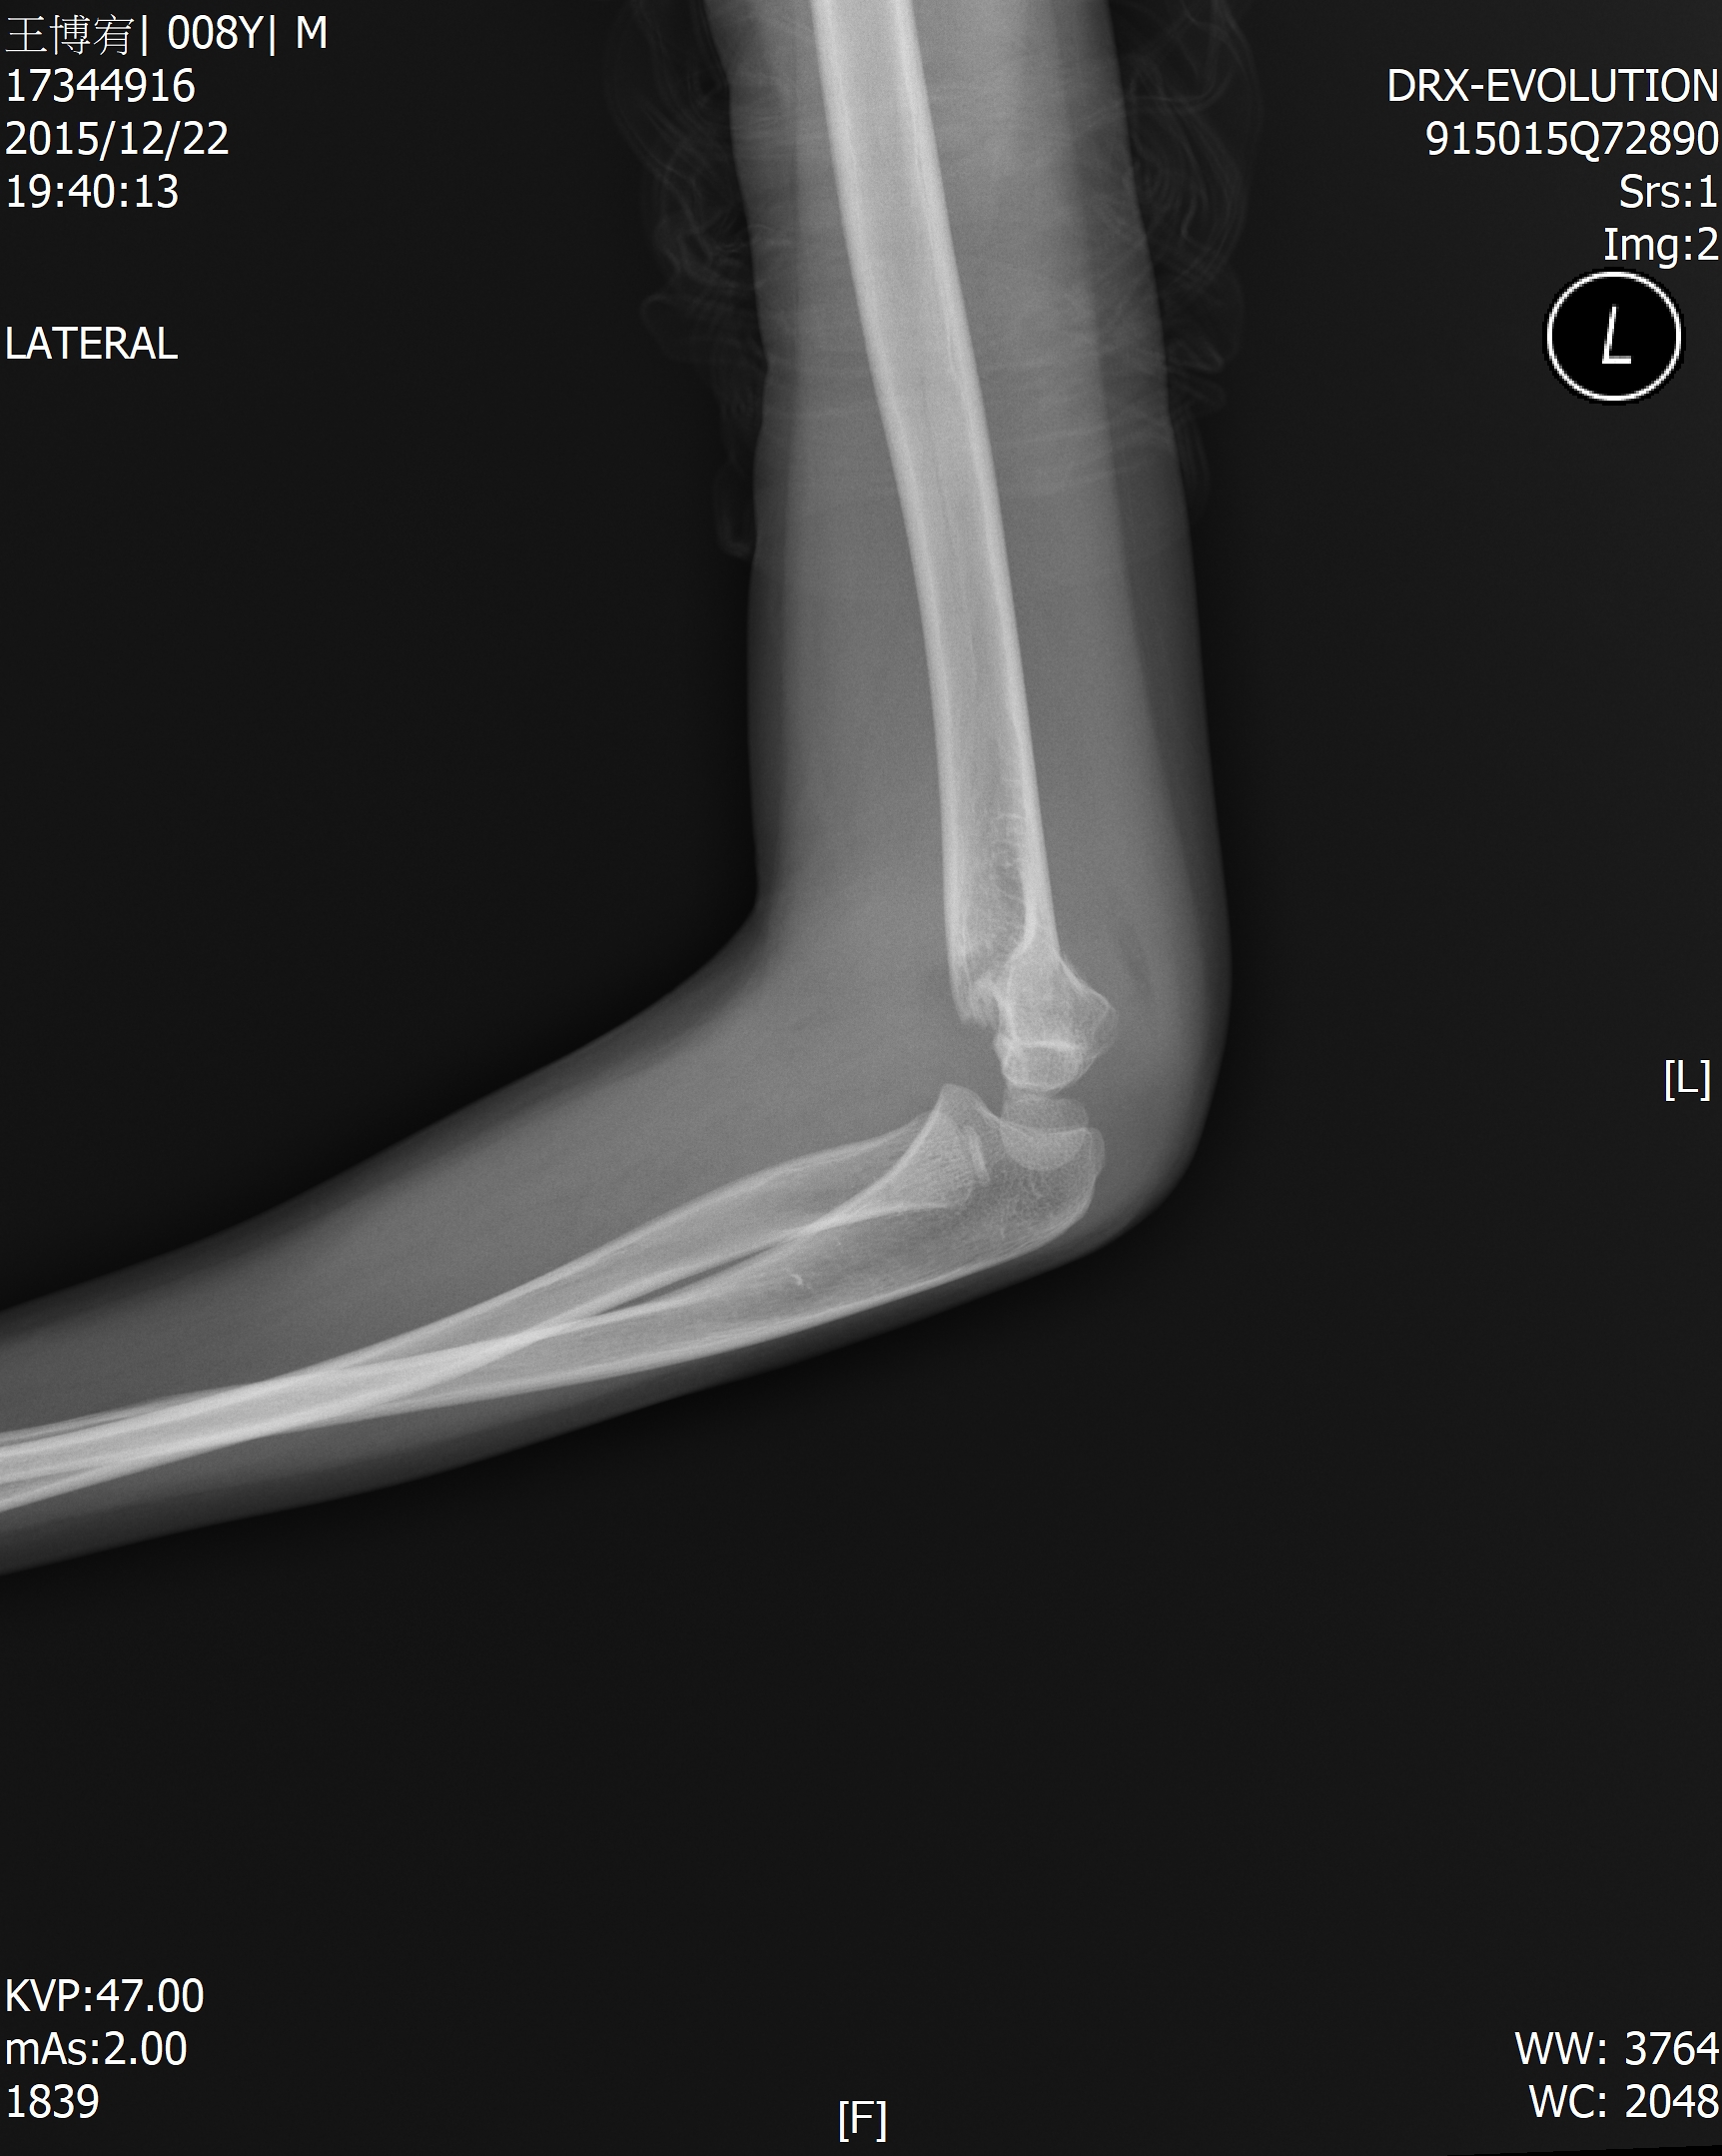 王博宥| 008Y| M
17344916
2015/12/22
19:40:13
LATERAL
DRX-EVOLUTION
915015Q72890
Srs:1
Img:2
L
[L]
KVP:47.00
mAs:2.00
1839
[F]
WW: 3764
WC: 2048